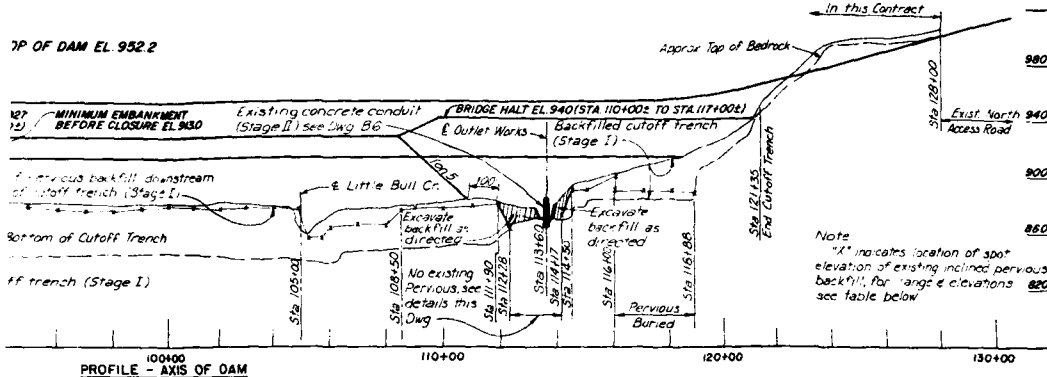 In this Contract
OP OF DAM EL. 952.2
Approx Top of Bedrock
980
Existing concrete conduit
(Stage II) see Dwg B6
BRIDGE HALT EL.940 (STA 110+00± TO STA.117+00±)
MINIMUM EMBANKMENT
BEFORE CLOSURE EL.913.0
℄ Outlet Works
Backfilled cutoff trench
(Stage I)
Sta 128+00
Exist. North
Access Road
940
1 on 5
900
pervious backfill downstream
of cutoff trench (Stage I)
℄ Little Bull Cr.
100
Excavate
backfill as
directed
Excavate
backfill as
directed
Sta 121+35
End Cutoff Trench
860
Bottom of Cutoff Trench
ff trench (Stage I)
Sta 105+00
Sta 108+50
Sta 111+90
Sta 112+28
Sta 113+60
Sta 114+17
Sta 114+50
Sta 116+00
Sta 116+88
No existing
Pervious, see
details this
Dwg
Pervious
Buried
Note
"X" indicates location of spot
elevation of existing inclined pervious
backfill, for range & elevations
see table below
820
100+00
110+00
120+00
130+00
PROFILE - AXIS OF DAM